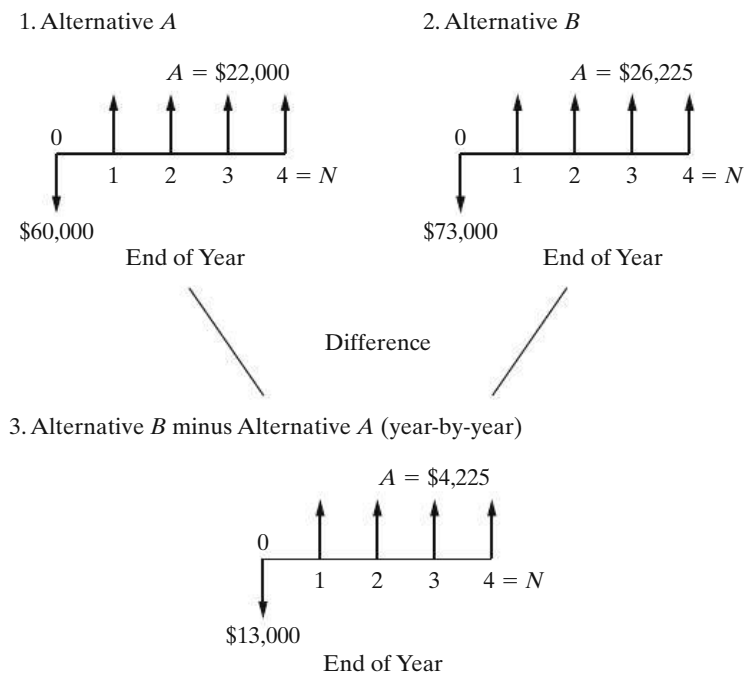 1. Alternative A
2. Alternative B
A = $22,000
A = $26,225
0
0
1 2 3 4 = N
1 2 3 4 = N
$60,000
$73,000
End of Year
End of Year
Difference
3. Alternative B minus Alternative A (year-by-year)
A = $4,225
0
1 2 3 4 = N
$13,000
End of Year